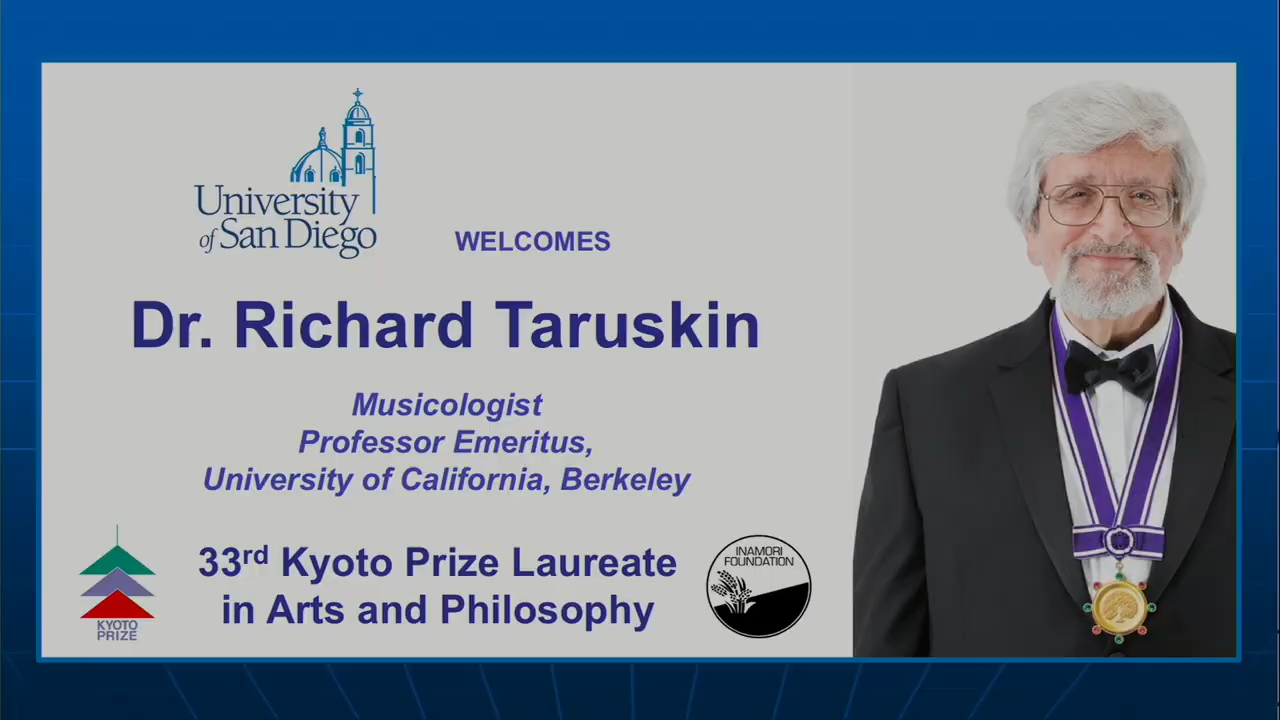 University
of San Diego
WELCOMES
Dr. Richard Taruskin
Musicologist
Professor Emeritus,
University of California, Berkeley
33rd Kyoto Prize Laureate
in Arts and Philosophy
KYOTO
PRIZE
INAMORI
FOUNDATION